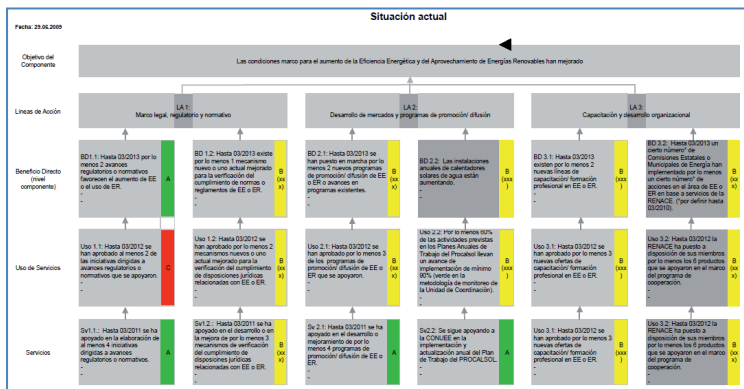 Situación actual
Fecha: 29.06.2009
Objetivo del
Componente
Las condiciones marco para el aumento de la Eficiencia Energética y del Aprovechamiento de Energías Renovables han mejorado
Líneas de Acción
LA 1:
Marco legal, regulatorio y normativo
LA 2:
Desarrollo de mercados y programas de promoción/ difusión
LA 3:
Capacitación y desarrollo organizacional
Beneficio Directo
(nivel
componente)
BD1.1: Hasta 03/2013 por lo
menos 2 avances
regulatorios o normativos
favorecen el aumento de EE
o el uso de ER.
-
-
A
BD 1.2: Hasta 03/2013 existe
por lo menos 1 mecanismo
nuevo o uno actual mejorado
para la verificación del
cumplimiento de normas o
reglamentos de EE o ER.
-
B
(xx
x)
BD 2.1: Hasta 03/2013 se
han puesto en marcha por lo
menos 2 nuevos programas
de promoción/ difusión de EE
o ER o avances en
programas existentes.
-
-
B
(xxx
)
BD 2.2: Las instalaciones
anuales de calentadores
solares de agua están
aumentando.
-
-
B
(xxx
)
BD 3.1: Hasta 03/2013
existen por lo menos 2
nuevas líneas de
capacitación/ formación
profesional en EE o ER.
-
-
B
(xxx
)
BD 3.2: Hasta 03/2013 un
cierto número* de
Comisiones Estatales o
Municipales de Energía han
implementado por lo menos
un cierto número* de
acciones en el área de EE u
ER en base a servicios de la
RENACE. (*por definir hasta
03/2010).
B
(xx
x)
Uso de Servicios
Uso 1.1: Hasta 03/2012 se
han aprobado al menos 2 de
las iniciativas dirigidas a
avances regulatorios o
normativos que se apoyaron.
-
-
C
Uso 1.2: Hasta 03/2012 se
han aprobado por lo menos 2
mecanismos nuevos o uno
actual mejorado para la
verificación del cumplimiento
de disposiciones jurídicas
relacionadas con EE o ER.
B
(xx
x)
Uso 2.1: Hasta 03/2012 se
han aprobado por lo menos 3
de los programas de
promoción/ difusión de EE o
ER que se apoyaron.
-
-
B
(xx
x)
Uso 2.2: Por lo menos 60%
de las actividades previstas
en los Planes Anuales de
Trabajo del Procalsol llevan
un avance de
implementación de mínimo
90% (verde en la
metodología de monitoreo de
la Unidad de Coordinación).
B
(xx
x)
Uso 3.1: Hasta 03/2012 se
han aprobado por lo menos 3
nuevas ofertas de
capacitación/ formación
profesional en EE o ER.
-
-
B
(xx
x)
Uso 3.2: Hasta 03/2012 la
RENACE ha puesto a
disposición de sus miembros
por lo menos los 6 productos
que se apoyaron en el marco
del programa de
cooperación.
-
B
(xx
x)
Servicios
Sv1.1.: Hasta 03/2011 se ha
apoyado en la elaboración de
al menos 4 iniciativas
dirigidas a avances
regulatorios o normativos.
-
-
A
Sv1.2.: Hasta 03/2011 se ha
apoyado en el desarrollo o en
la mejora de por lo menos 3
mecanismos de verificación
del cumplimiento de
disposiciones jurídicas
relacionadas con EE o ER.
-
B
(xx
x)
Sv 2.1: Hasta 03/2011 se ha
apoyado en el desarrollo o
mejoramiento de por lo
menos 4 programas de
promoción/ difusión de EE o
ER.
-
-
A
Sv2.2: Se sigue apoyando a
la CONUEE en la
implementación y
actualización anual del Plan
de Trabajo del PROCALSOL.
-
-
A
Uso 3.1: Hasta 03/2012 se
han aprobado por lo menos 3
nuevas ofertas de
capacitación/ formación
profesional en EE o ER.
-
-
B
(xx
x)
Uso 3.2: Hasta 03/2012 la
RENACE ha puesto a
disposición de sus miembros
por lo menos los 6 productos
que se apoyaron en el marco
del programa de
cooperación.
-
B
(xx
x)